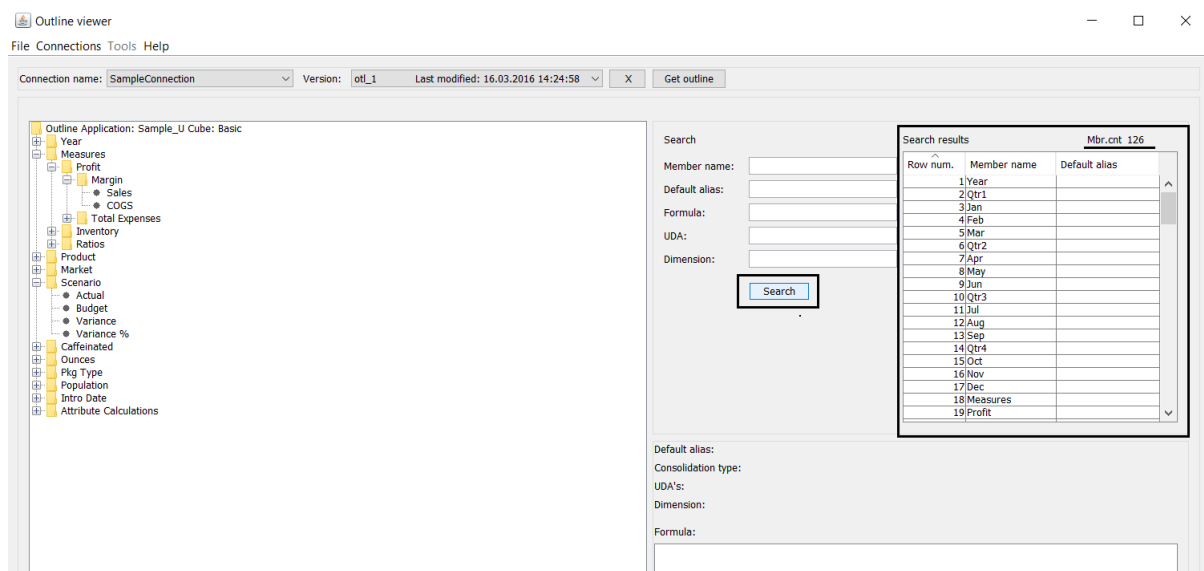 Outline viewer
File Connections Tools Help
Connection name: SampleConnection Version: otl_1 Last modified: 16.03.2016 14:24:58 X Get outline
Outline Application: Sample_U Cube: Basic
Year
Measures
Profit
Margin
Sales
COGS
Total Expenses
Inventory
Ratios
Product
Market
Scenario
Actual
Budget
Variance
Variance %
Caffeinated
Ounces
Pkg Type
Population
Intro Date
Attribute Calculations
Search
Member name:
Default alias:
Formula:
UDA:
Dimension:
Search
Search results Mbr.cnt 126
Row num. Member name Default alias
1 Year
2 Qtr1
3 Jan
4 Feb
5 Mar
6 Qtr2
7 Apr
8 May
9 Jun
10 Qtr3
11 Jul
12 Aug
13 Sep
14 Qtr4
15 Oct
16 Nov
17 Dec
18 Measures
19 Profit
Default alias:
Consolidation type:
UDA's:
Dimension:
Formula: